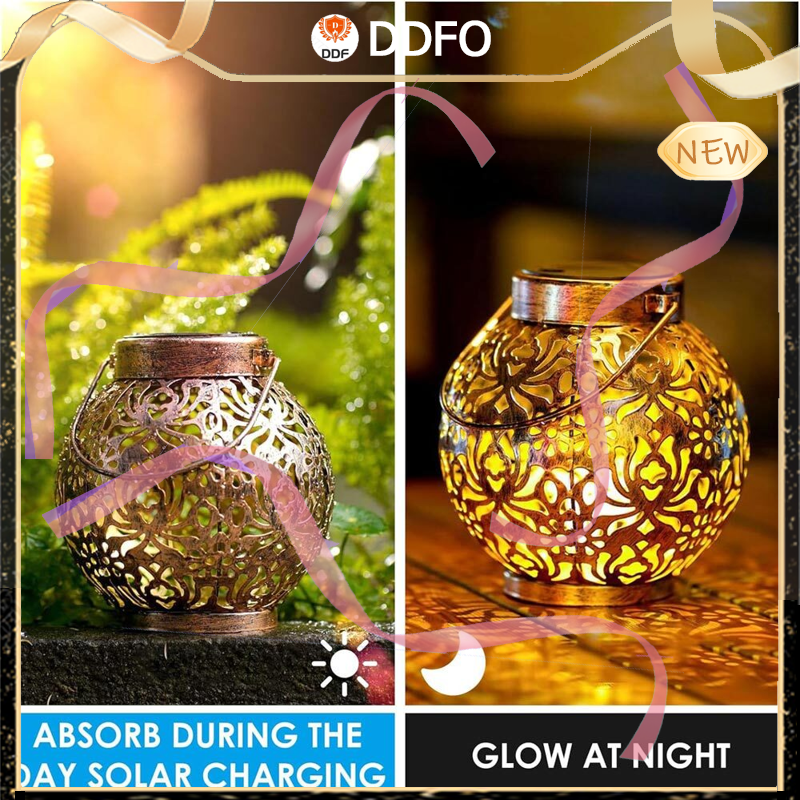 DDF
DDFO
NEW
ABSORB DURING THE
DAY SOLAR CHARGING
GLOW AT NIGHT